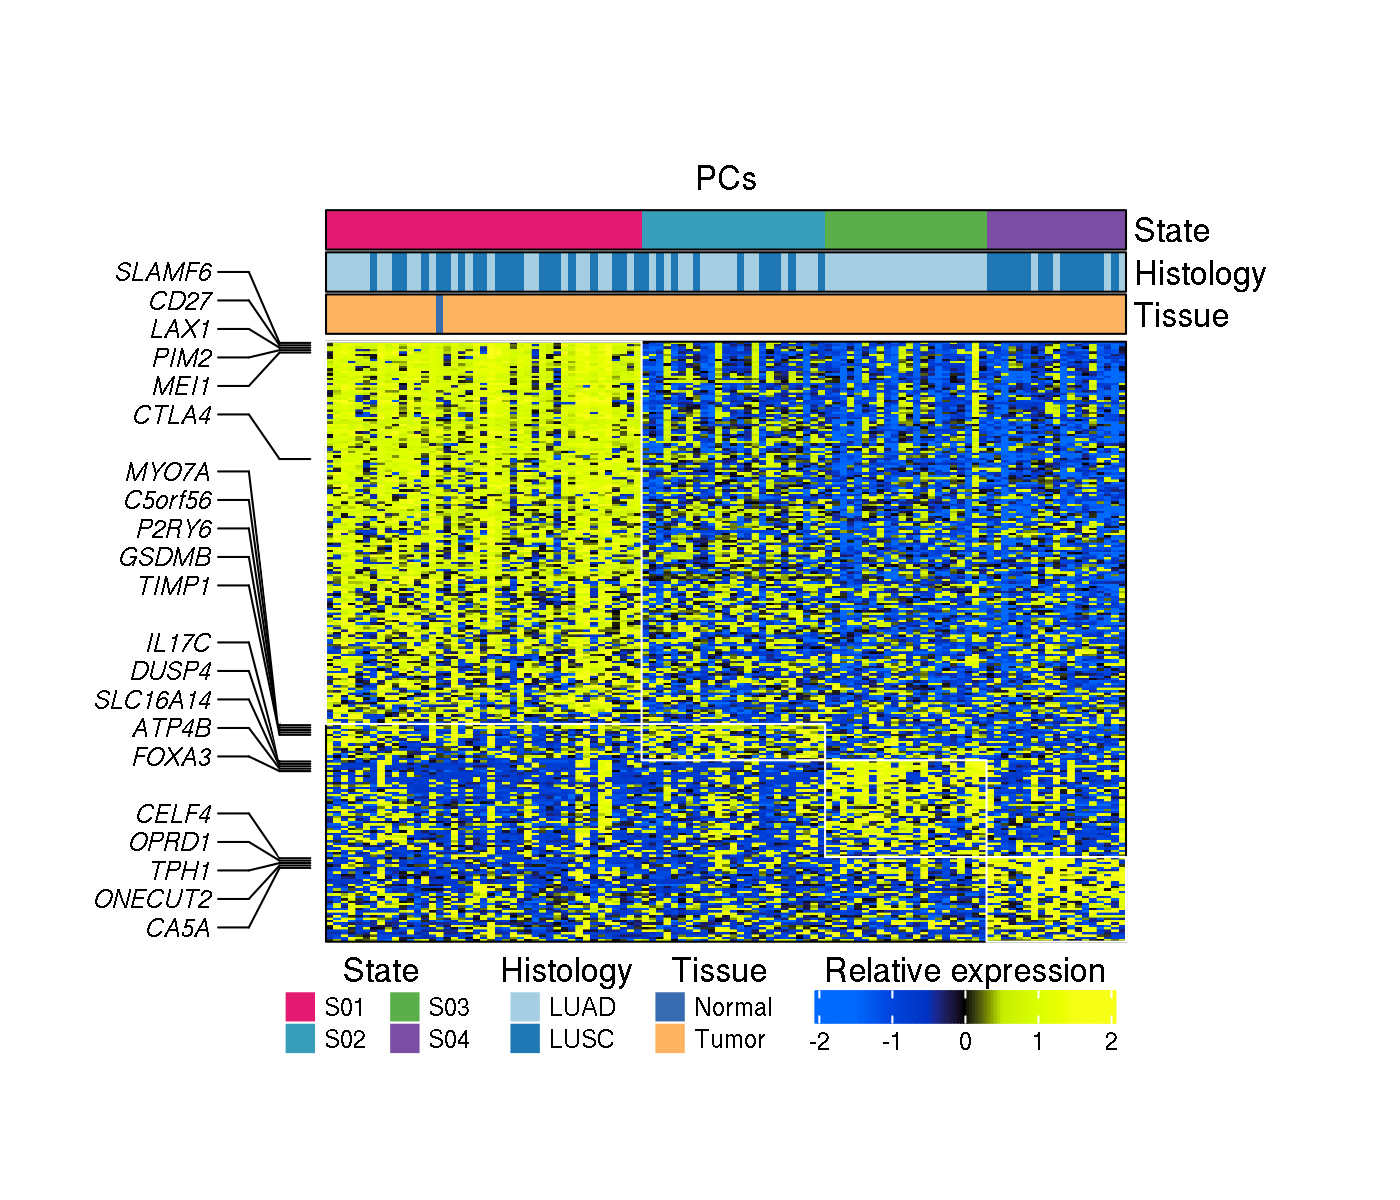 PCs
State
Histology
Tissue
SLAMF6
CD27
LAX1
PIM2
MEI1
CTLA4
MYO7A
C5orf56
P2RY6
GSDMB
TIMP1
IL17C
DUSP4
SLC16A14
ATP4B
FOXA3
CELF4
OPRD1
TPH1
ONECUT2
CA5A
State Histology Tissue Relative expression
S01 S03 LUAD Normal
S02 S04 LUSC Tumor
-2 -1 0 1 2